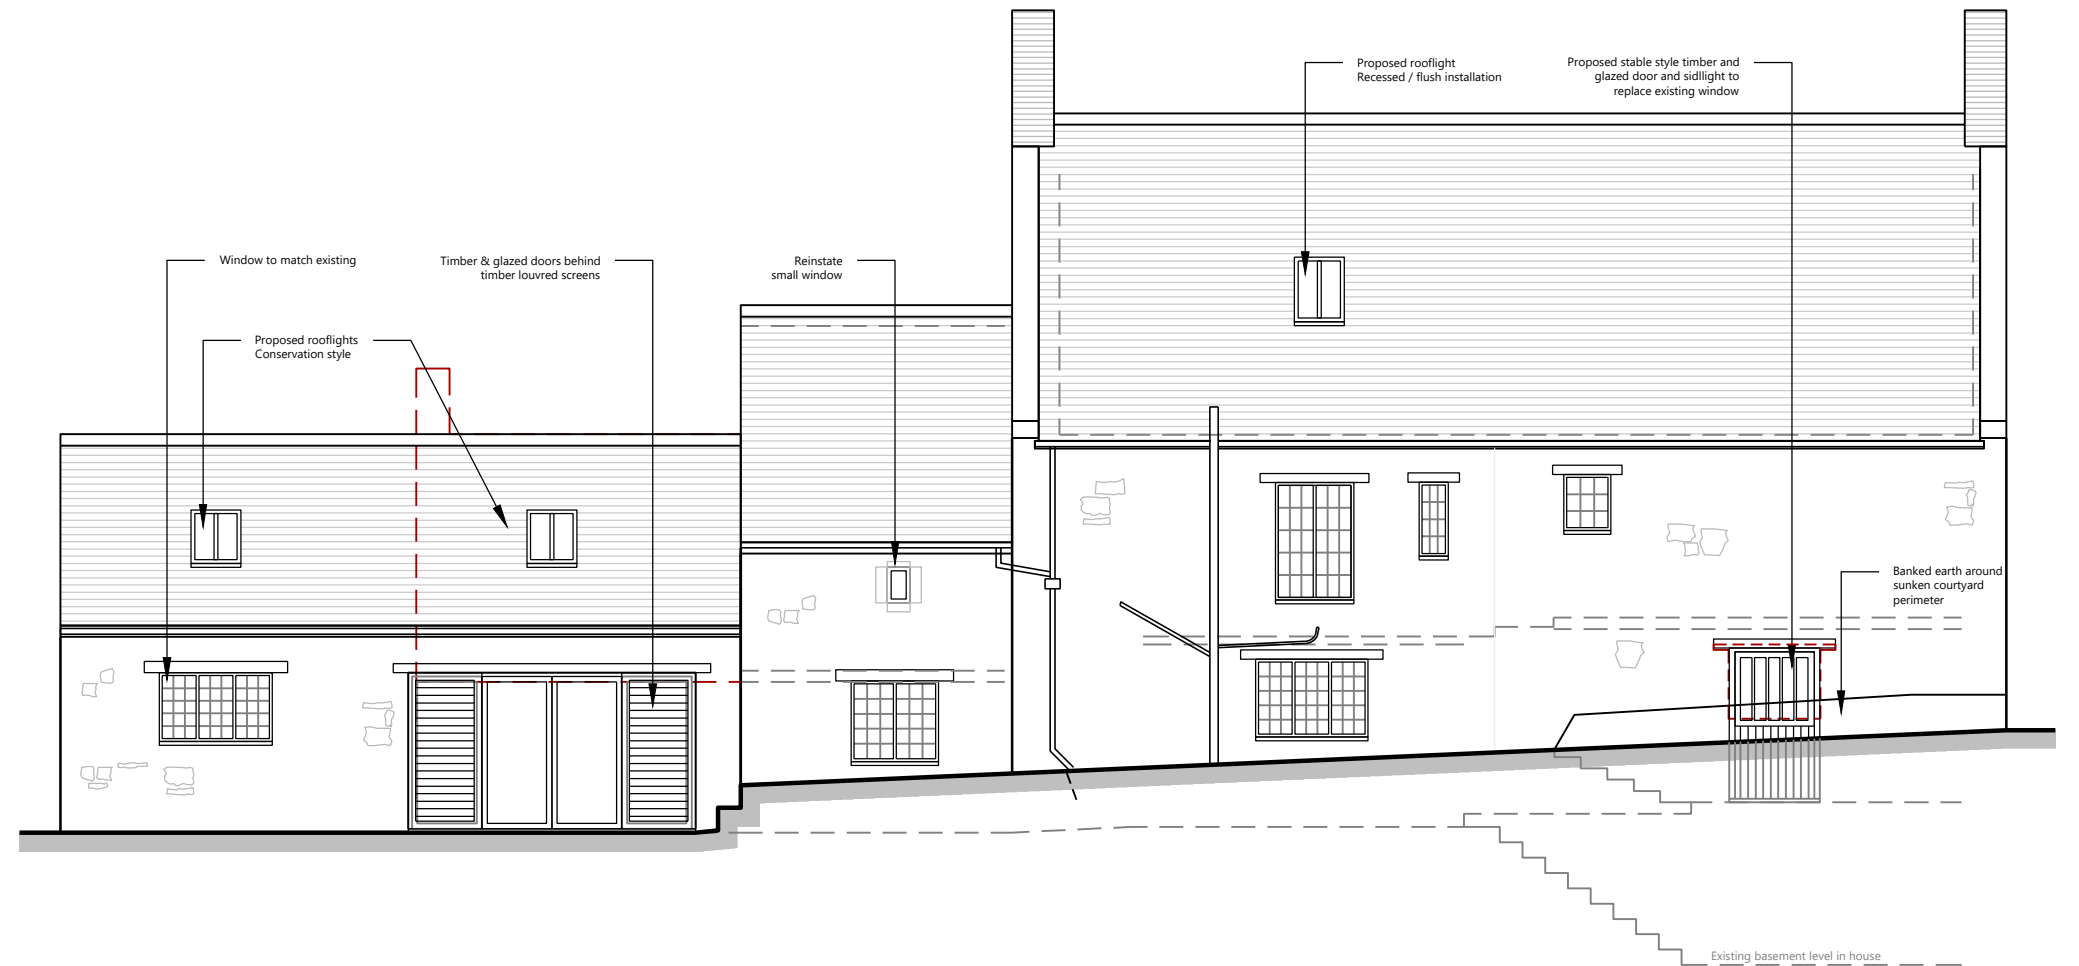 Proposed rooflight
Recessed / flush installation
Proposed stable style timber and
glazed door and sidllight to
replace existing window
Window to match existing
Timber & glazed doors behind
timber louvred screens
Reinstate
small window
Proposed rooflights
Conservation style
Banked earth around
sunken courtyard
perimeter
Existing basement level in house